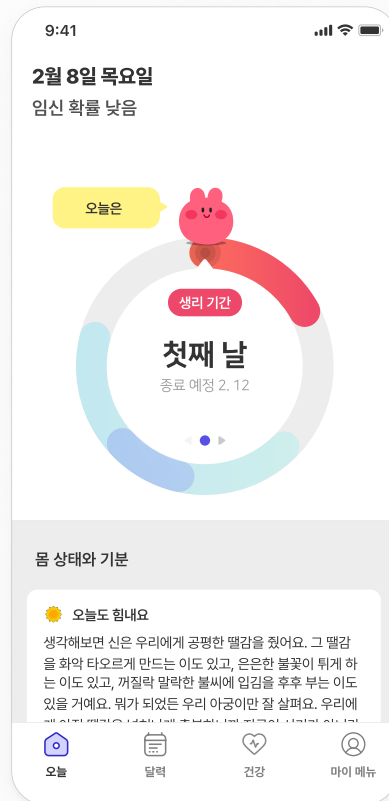 9:41
2월 8일 목요일
임신 확률 낮음
오늘은
생리 기간
첫째 날
종료 예정 2. 12
몸 상태와 기분
오늘도 힘내요
생각해보면 신은 우리에게 공평한 땔감을 줬어요. 그 땔감
을 화악 타오르게 만드는 이도 있고, 은은한 불꽃이 튀게 하
는 이도 있고, 꺼질락 말락한 불씨에 입김을 후후 부는 이도
있을 거예요. 뭐가 되었든 우리 아궁이만 잘 살펴요. 우리에
오늘
달력
건강
마이 메뉴